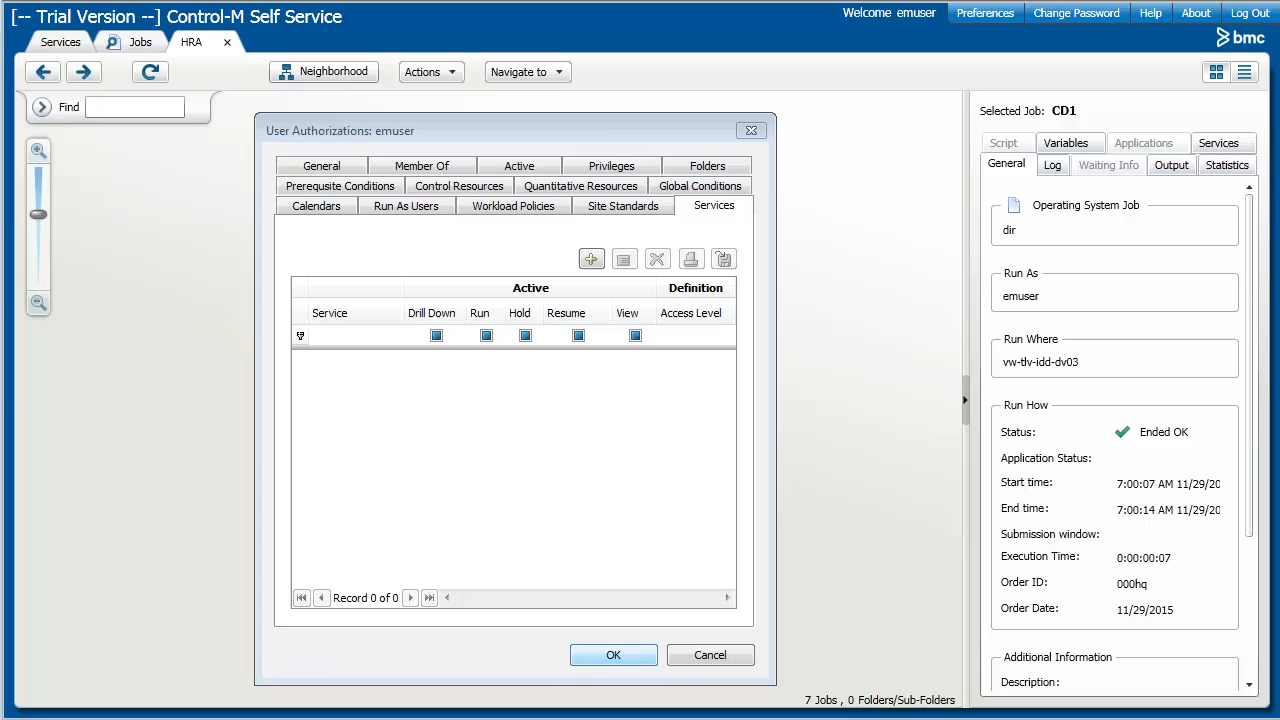 [-- Trial Version --] Control-M Self Service
Welcome emuser
Preferences
Change Password
Help
About
Log Out
Services
Jobs
HRA
bmc
Neighborhood
Actions
Navigate to
Find
User Authorizations: emuser
General
Member Of
Active
Privileges
Folders
Prerequsite Conditions
Control Resources
Quantitative Resources
Global Conditions
Calendars
Run As Users
Workload Policies
Site Standards
Services
Active
Definition
Service
Drill Down
Run
Hold
Resume
View
Access Level
Record 0 of 0
OK
Cancel
7 Jobs , 0 Folders/Sub-Folders
Selected Job: CD1
Script
Variables
Applications
Services
General
Log
Waiting Info
Output
Statistics
Operating System Job
dir
Run As
emuser
Run Where
vw-tlv-idd-dv03
Run How
Status: Ended OK
Application Status:
Start time: 7:00:07 AM 11/29/20
End time: 7:00:14 AM 11/29/20
Submission window:
Execution Time: 0:00:00:07
Order ID: 000hq
Order Date: 11/29/2015
Additional Information
Description: